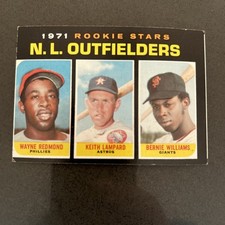 1971 ROOKIE STARS
N. L. OUTFIELDERS
WAYNE REDMOND
PHILLIES
KEITH LAMPARD
ASTROS
BERNIE WILLIAMS
GIANTS